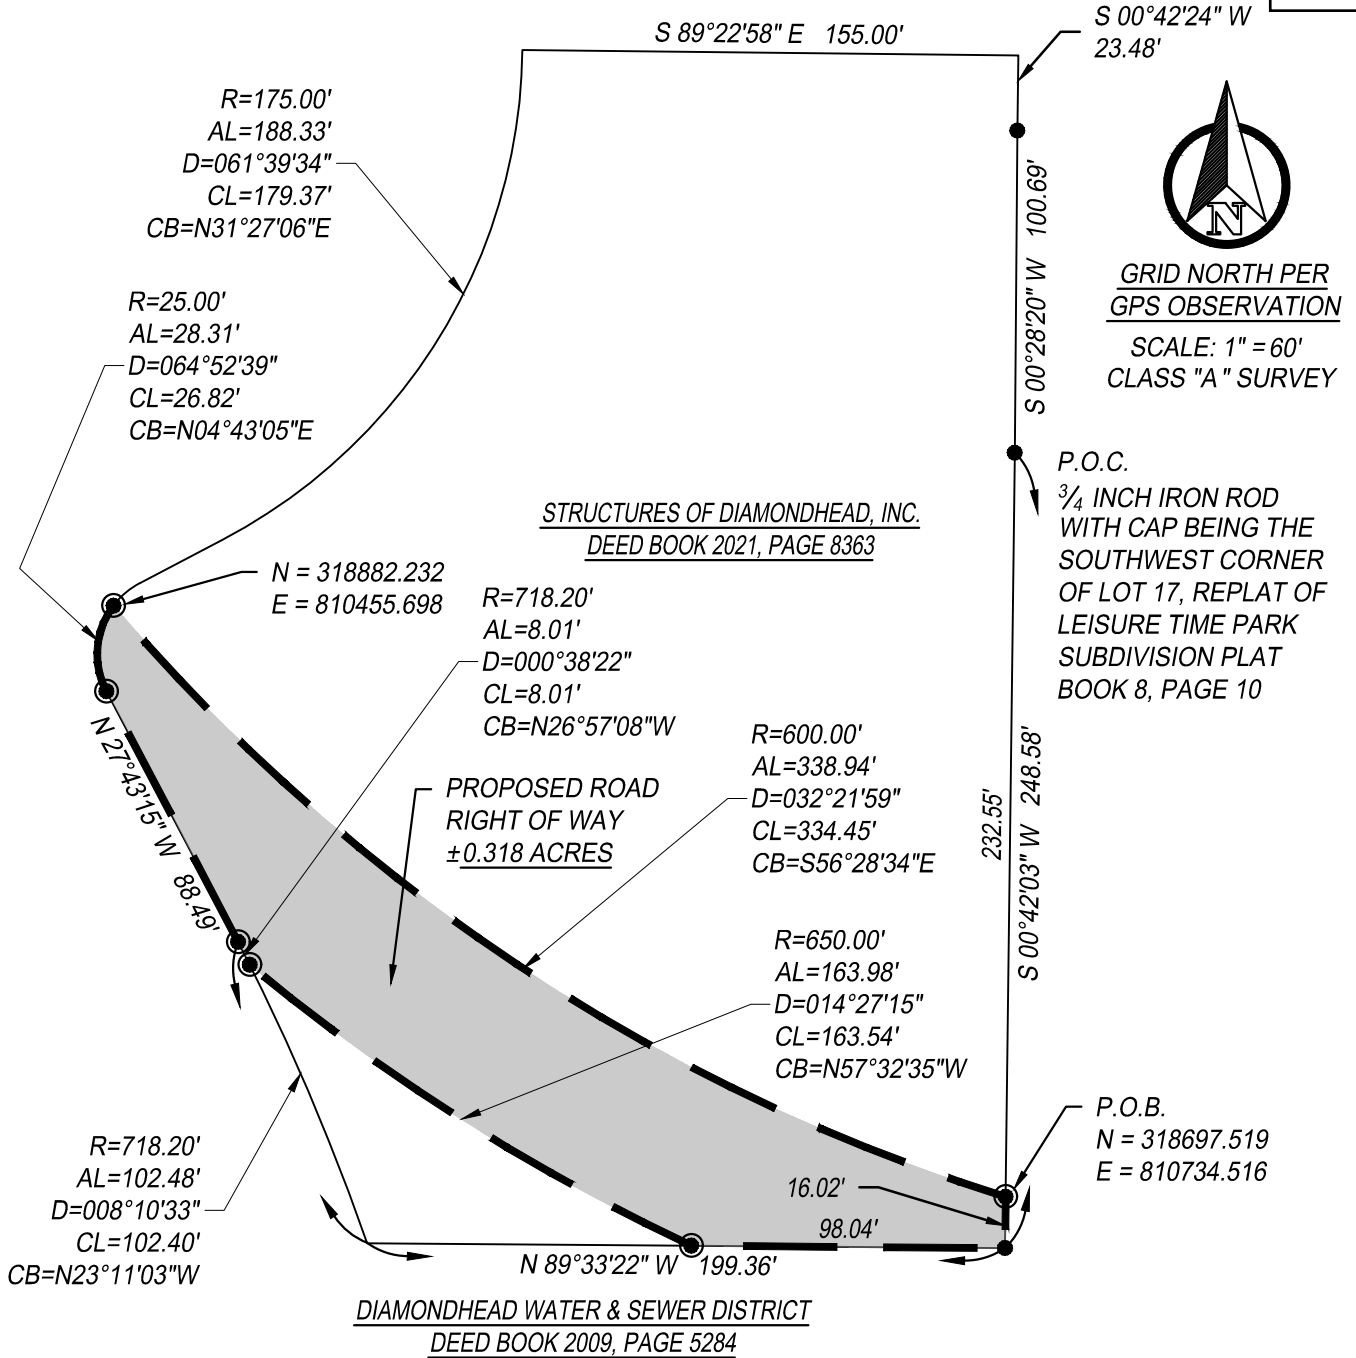 S 89°22'58" E 155.00'
S 00°42'24" W
23.48'
R=175.00'
AL=188.33'
D=061°39'34"
CL=179.37'
CB=N31°27'06"E
S 00°28'20" W 100.69'
N
GRID NORTH PER
GPS OBSERVATION
SCALE: 1" = 60'
CLASS "A" SURVEY
R=25.00'
AL=28.31'
D=064°52'39"
CL=26.82'
CB=N04°43'05"E
P.O.C.
3/4 INCH IRON ROD
WITH CAP BEING THE
SOUTHWEST CORNER
OF LOT 17, REPLAT OF
LEISURE TIME PARK
SUBDIVISION PLAT
BOOK 8, PAGE 10
STRUCTURES OF DIAMONDHEAD, INC.
DEED BOOK 2021, PAGE 8363
N = 318882.232
E = 810455.698
R=718.20'
AL=8.01'
D=000°38'22"
CL=8.01'
CB=N26°57'08"W
N 27°43'15" W 88.49'
PROPOSED ROAD
RIGHT OF WAY
±0.318 ACRES
R=600.00'
AL=338.94'
D=032°21'59"
CL=334.45'
CB=S56°28'34"E
232.55'
S 00°42'03" W 248.58'
R=650.00'
AL=163.98'
D=014°27'15"
CL=163.54'
CB=N57°32'35"W
P.O.B.
N = 318697.519
E = 810734.516
16.02'
98.04'
R=718.20'
AL=102.48'
D=008°10'33"
CL=102.40'
CB=N23°11'03"W
N 89°33'22" W 199.36'
DIAMONDHEAD WATER & SEWER DISTRICT
DEED BOOK 2009, PAGE 5284